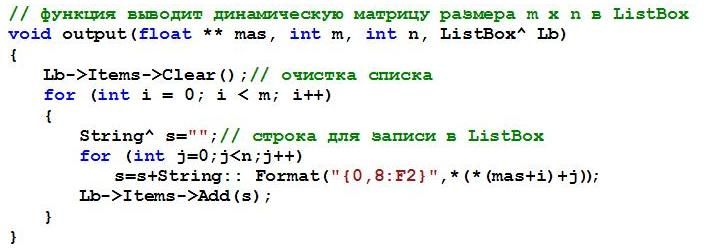 // функция выводит динамическую матрицу размера m x n в ListBox
void output(float ** mas, int m, int n, ListBox^ Lb)
{
    Lb->Items->Clear();// очистка списка
    for (int i = 0; i < m; i++)
    {
        String^ s="";// строка для записи в ListBox
        for (int j=0;j<n;j++)
            s=s+String:: Format("{0,8:F2}",*(*(mas+i)+j));
        Lb->Items->Add(s);
    }
}